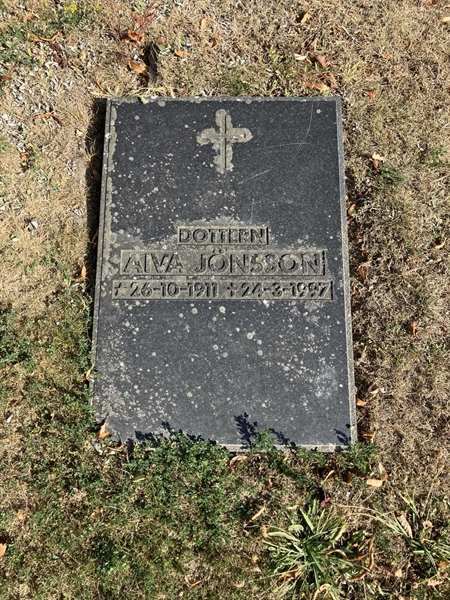 DOTTERN
AIVA JÖNSSON
* 26-10-1911 † 24-3-1997